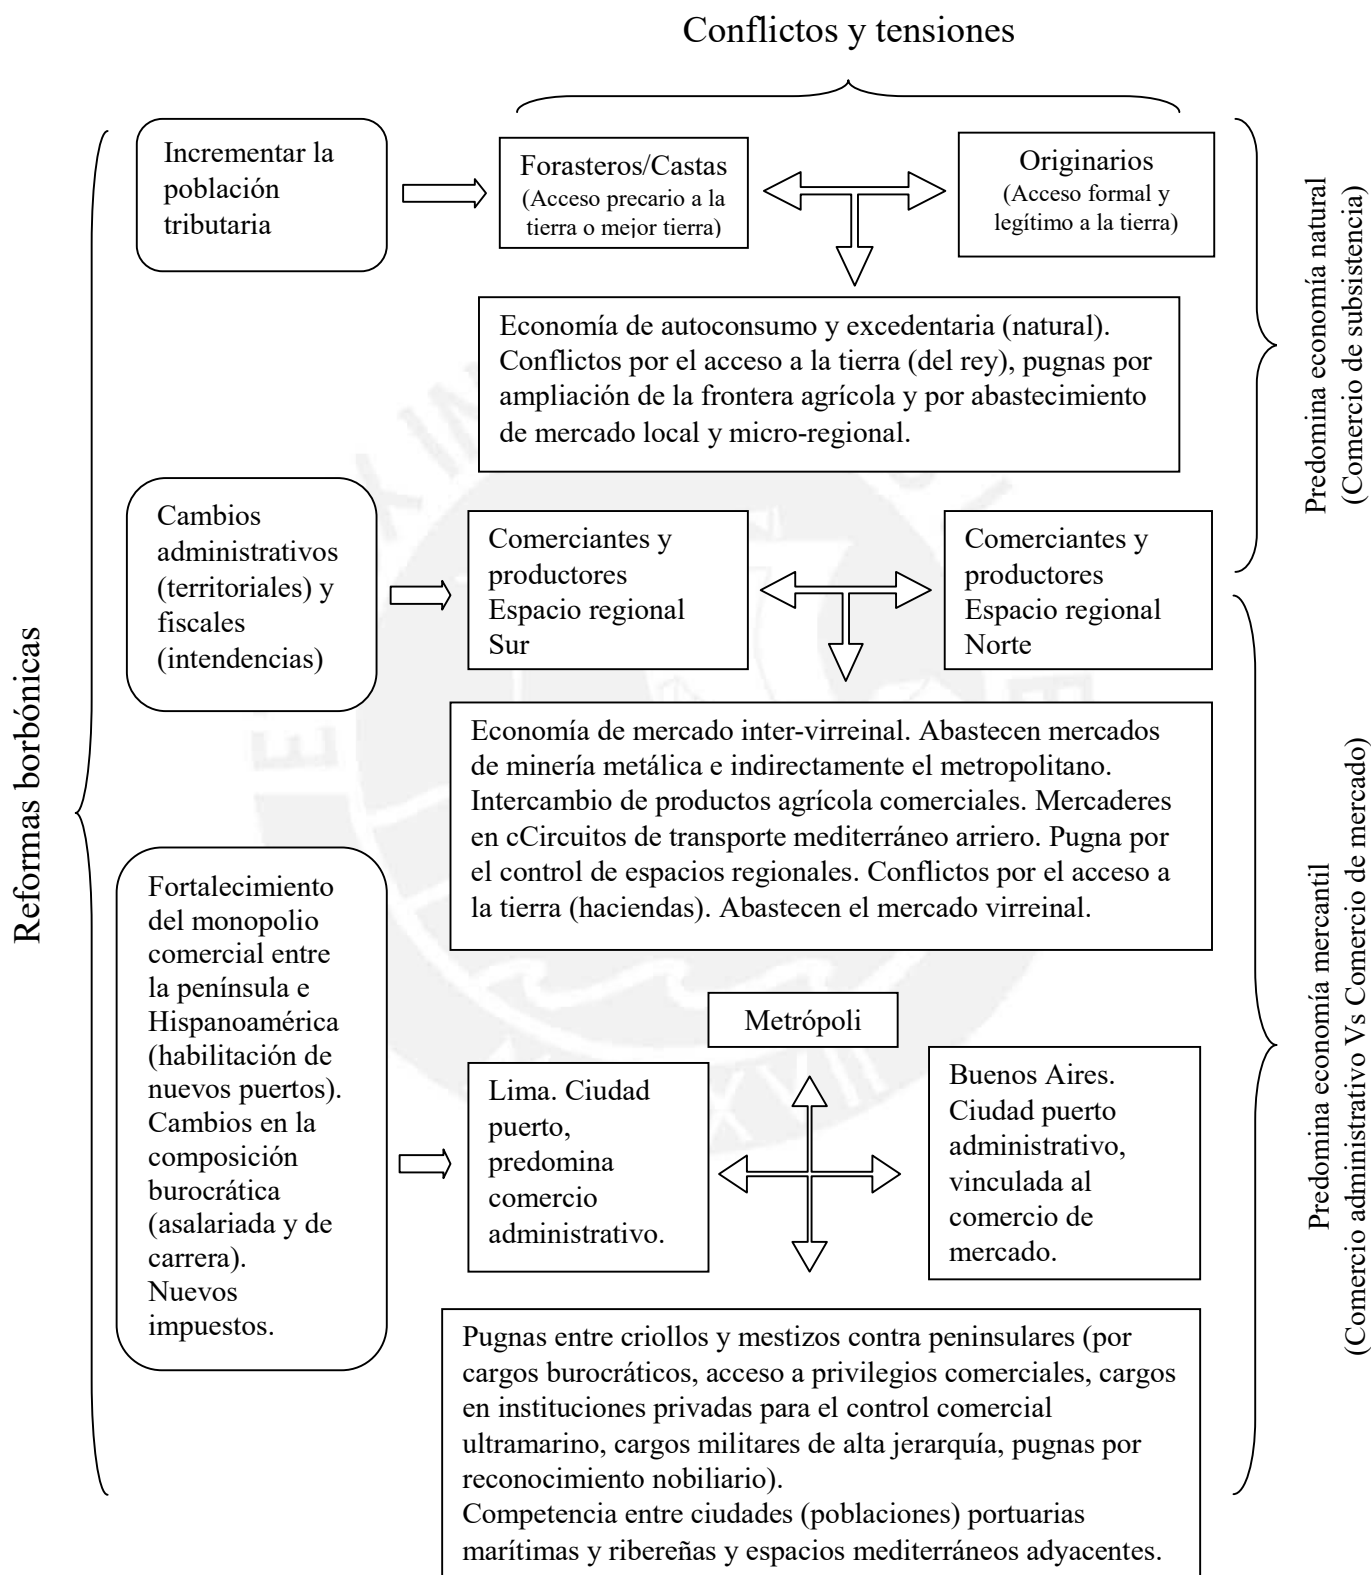 Conflictos y tensiones
Reformas borbónicas
Incrementar la
población
tributaria
Forasteros/Castas
(Acceso precario a la
tierra o mejor tierra)
Originarios
(Acceso formal y
legítimo a la tierra)
Economía de autoconsumo y excedentaria (natural).
Conflictos por el acceso a la tierra (del rey), pugnas por
ampliación de la frontera agrícola y por abastecimiento
de mercado local y micro-regional.
Predomina economía natural
(Comercio de subsistencia)
Cambios
administrativos
(territoriales) y
fiscales
(intendencias)
Comerciantes y
productores
Espacio regional
Sur
Comerciantes y
productores
Espacio regional
Norte
Economía de mercado inter-virreinal. Abastecen mercados
de minería metálica e indirectamente el metropolitano.
Intercambio de productos agrícola comerciales. Mercaderes
en cCircuitos de transporte mediterráneo arriero. Pugna por
el control de espacios regionales. Conflictos por el acceso a
la tierra (haciendas). Abastecen el mercado virreinal.
Fortalecimiento
del monopolio
comercial entre
la península e
Hispanoamérica
(habilitación de
nuevos puertos).
Cambios en la
composición
burocrática
(asalariada y de
carrera).
Nuevos
impuestos.
Metrópoli
Lima. Ciudad
puerto,
predomina
comercio
administrativo.
Buenos Aires.
Ciudad puerto
administrativo,
vinculada al
comercio de
mercado.
Pugnas entre criollos y mestizos contra peninsulares (por
cargos burocráticos, acceso a privilegios comerciales, cargos
en instituciones privadas para el control comercial
ultramarino, cargos militares de alta jerarquía, pugnas por
reconocimiento nobiliario).
Competencia entre ciudades (poblaciones) portuarias
marítimas y ribereñas y espacios mediterráneos adyacentes.
Predomina economía mercantil
(Comercio administrativo Vs Comercio de mercado)